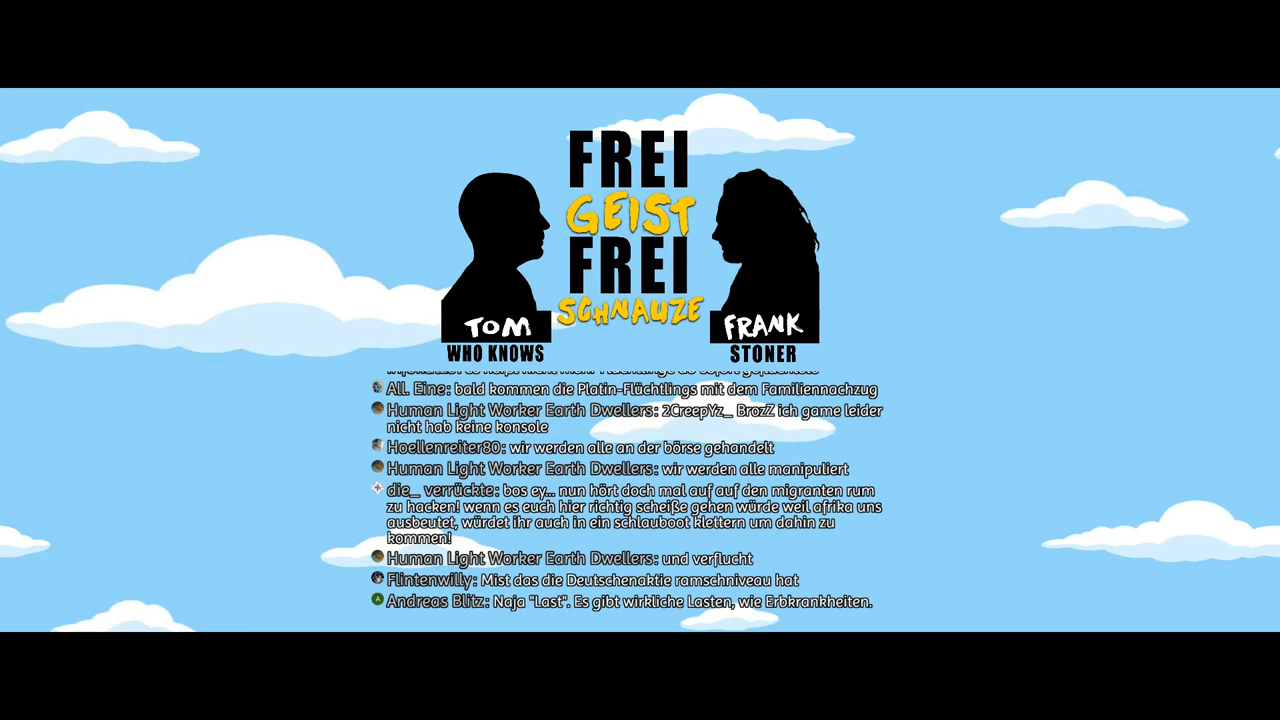 FREI
GEIST
FREI
SCHNAUZE
TOM
WHO KNOWS
FRANK
STONER
All. Eine: bald kommen die Platin-Flüchtlings mit dem Familiennachzug
Human Light Worker Earth Dwellers: 2CreepYz_ BrozZ ich game leider
nicht hab keine konsole
Hoellenreiter80: wir werden alle an der börse gehandelt
Human Light Worker Earth Dwellers: wir werden alle manipuliert
die_ verrückte: bos ey... nun hört doch mal auf auf den migranten rum
zu hacken! wenn es euch hier richtig scheiße gehen würde weil afrika uns
ausbeutet, würdet ihr auch in ein schlauboot klettern um dahin zu
kommen!
Human Light Worker Earth Dwellers: und verflucht
Flintenwilly: Mist das die Deutschenaktie ramschniveau hat
Andreas Blitz: Naja "Last". Es gibt wirkliche Lasten, wie Erbkrankheiten.